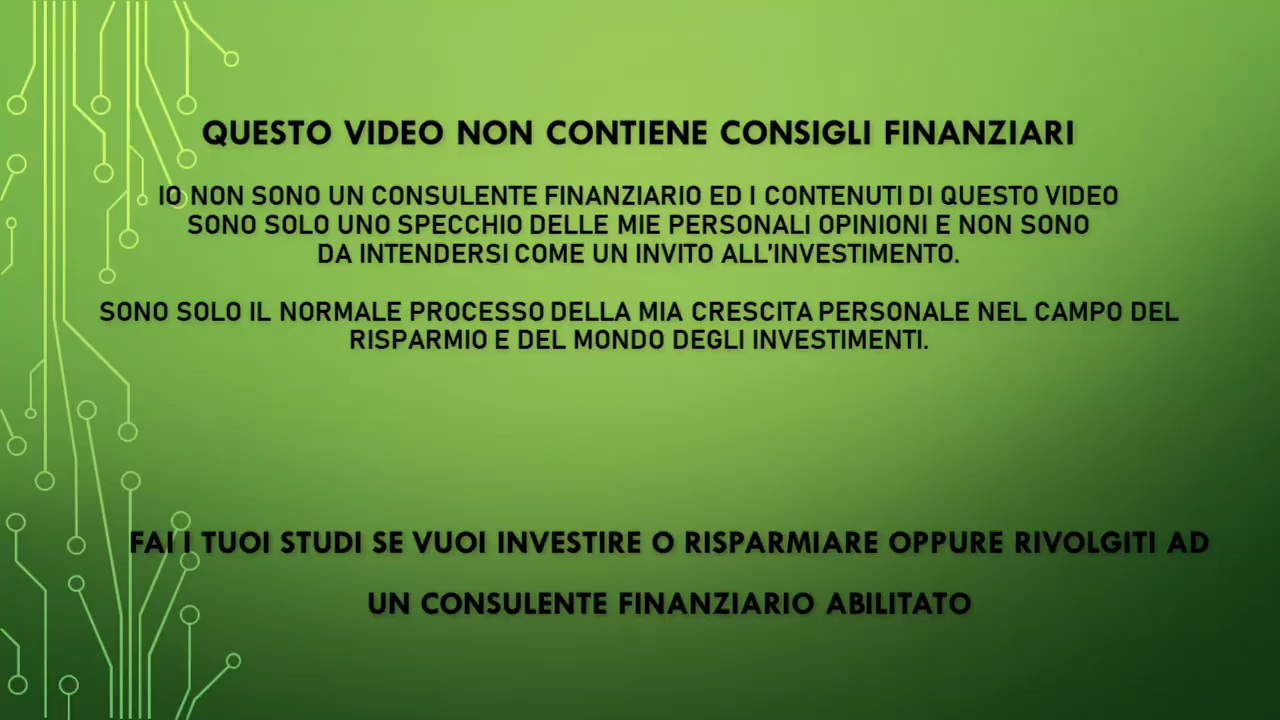 QUESTO VIDEO NON CONTIENE CONSIGLI FINANZIARI
IO NON SONO UN CONSULENTE FINANZIARIO ED I CONTENUTI DI QUESTO VIDEO
SONO SOLO UNO SPECCHIO DELLE MIE PERSONALI OPINIONI E NON SONO
DA INTENDERSI COME UN INVITO ALL'INVESTIMENTO.
SONO SOLO IL NORMALE PROCESSO DELLA MIA CRESCITA PERSONALE NEL CAMPO DEL
RISPARMIO E DEL MONDO DEGLI INVESTIMENTI.
FAI I TUOI STUDI SE VUOI INVESTIRE O RISPARMIARE OPPURE RIVOLGITI AD
UN CONSULENTE FINANZIARIO ABILITATO